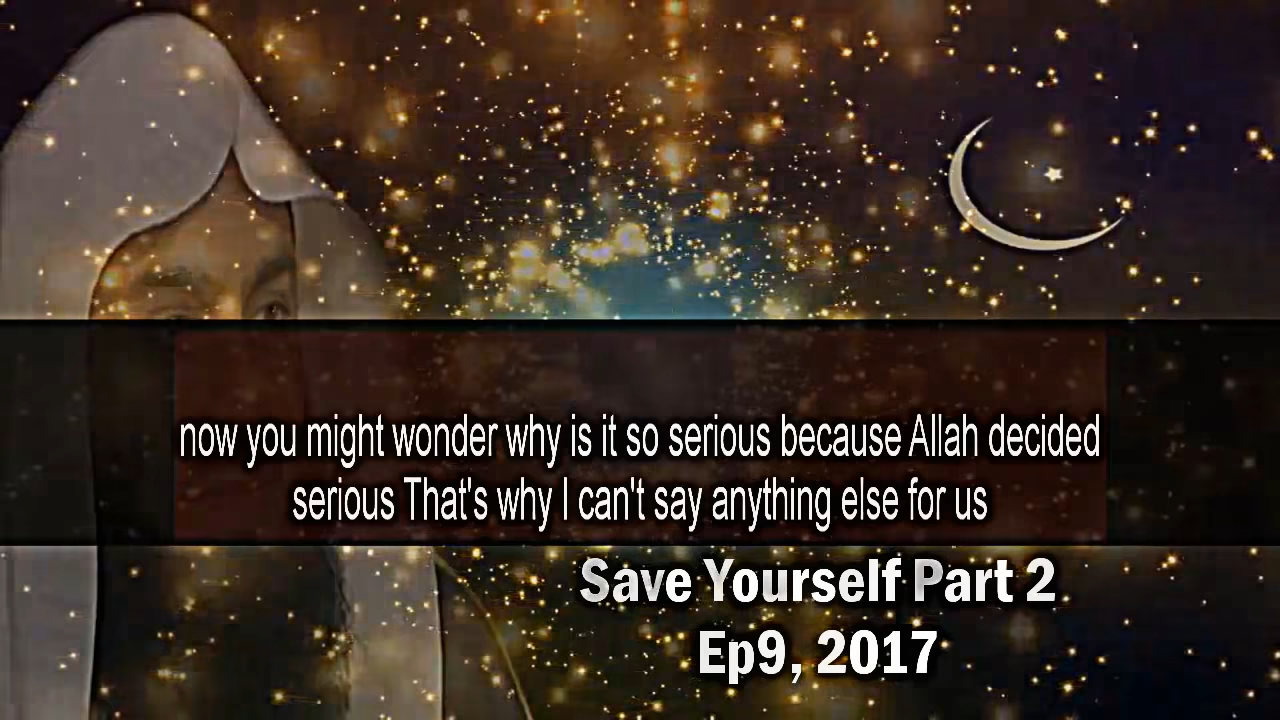 now you might wonder why is it so serious because Allah decided
serious That's why I can't say anything else for us
Save Yourself Part 2
Ep9, 2017